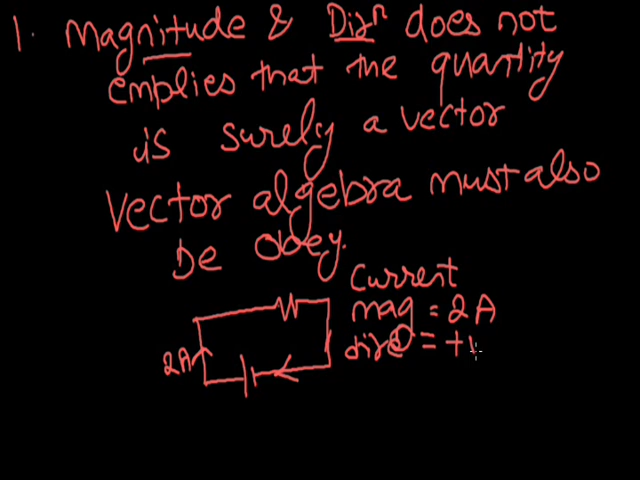 1. Magnitude & Dirⁿ does not
emplies that the quantity
is surely a vector
Vector algebra must also
be obey.
Current
mag = 2A
2A
dirⁿ = +